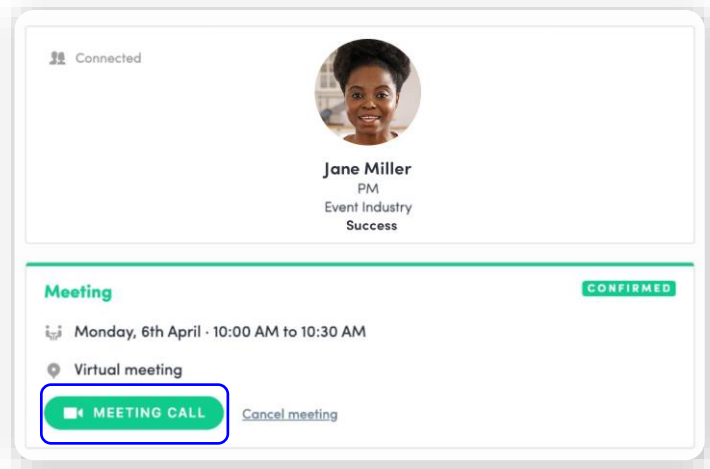 Connected
Jane Miller
PM
Event Industry
Success
Meeting
CONFIRMED
Monday, 6th April · 10:00 AM to 10:30 AM
Virtual meeting
MEETING CALL
Cancel meeting